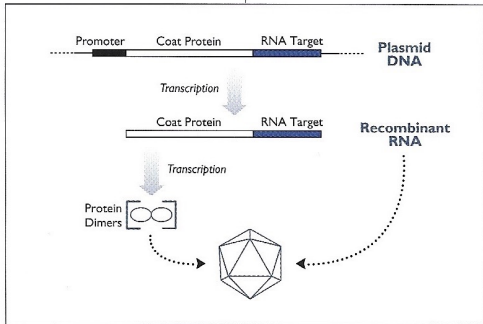 Promoter Coat Protein RNA Target
Plasmid
DNA
Transcription
Coat Protein RNA Target
Recombinant
RNA
Transcription
Protein
Dimers